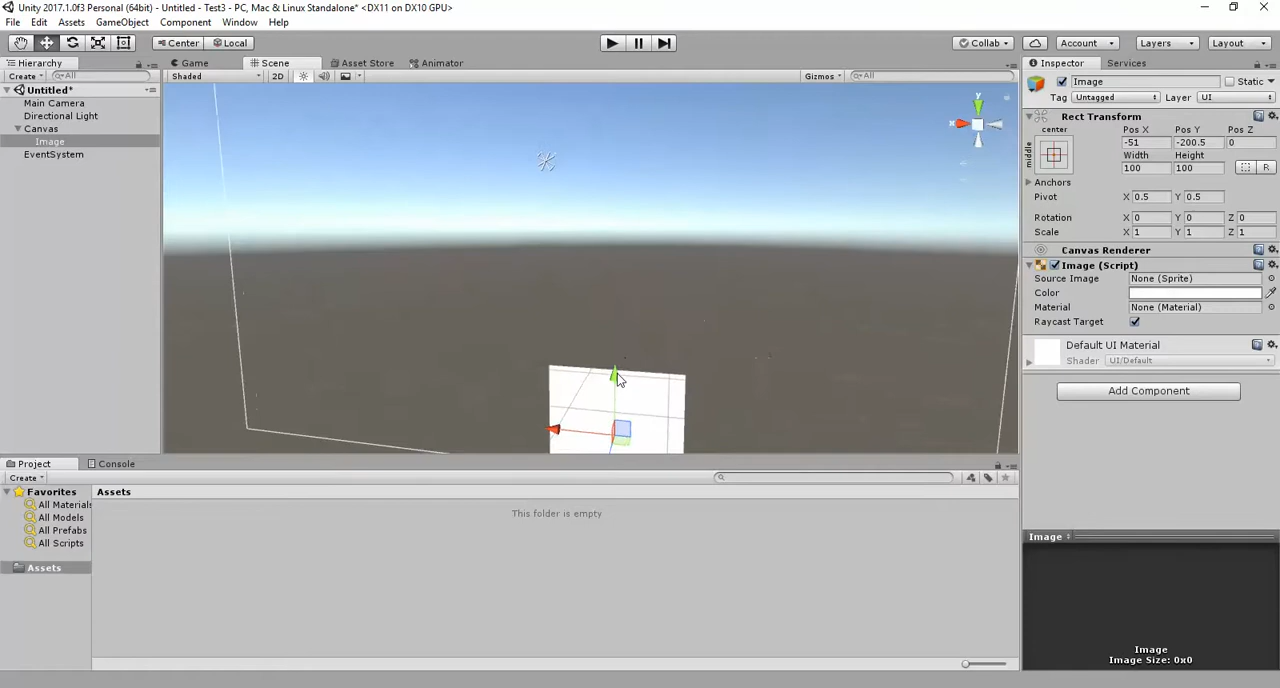 Unity 2017.1.0f3 Personal (64bit) - Untitled - Test3 - PC, Mac & Linux Standalone* <DX11 on DX10 GPU>
File Edit Assets GameObject Component Window Help
Center Local Collab Account Layers Layout
Hierarchy
Create All
Untitled*
Main Camera
Directional Light
Canvas
Image
EventSystem
Game Scene Asset Store Animator
Shaded 2D Gizmos All
y
x
Inspector Services
Image Static
Tag Untagged Layer UI
Rect Transform
center
middle
Pos X Pos Y Pos Z
-51 -200.5 0
Width Height
100 100 R
Anchors
Pivot X 0.5 Y 0.5
Rotation X 0 Y 0 Z 0
Scale X 1 Y 1 Z 1
Canvas Renderer
Image (Script)
Source Image None (Sprite)
Color
Material None (Material)
Raycast Target
Default UI Material
Shader UI/Default
Add Component
Project Console
Create
Favorites
All Materials
All Models
All Prefabs
All Scripts
Assets
Assets
This folder is empty
Image
Image
Image Size: 0x0